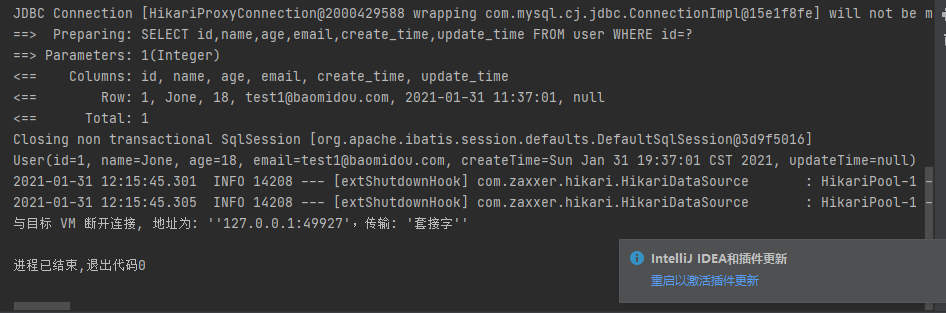 JDBC Connection [HikariProxyConnection@2000429588 wrapping com.mysql.cj.jdbc.ConnectionImpl@15e1f8fe] will not be m
==>  Preparing: SELECT id,name,age,email,create_time,update_time FROM user WHERE id=?
==> Parameters: 1(Integer)
<==    Columns: id, name, age, email, create_time, update_time
<==        Row: 1, Jone, 18, test1@baomidou.com, 2021-01-31 11:37:01, null
<==      Total: 1
Closing non transactional SqlSession [org.apache.ibatis.session.defaults.DefaultSqlSession@3d9f5016]
User(id=1, name=Jone, age=18, email=test1@baomidou.com, createTime=Sun Jan 31 19:37:01 CST 2021, updateTime=null)
2021-01-31 12:15:45.301  INFO 14208 --- [extShutdownHook] com.zaxxer.hikari.HikariDataSource       : HikariPool-1 -
2021-01-31 12:15:45.305  INFO 14208 --- [extShutdownHook] com.zaxxer.hikari.HikariDataSource       : HikariPool-1 -
与目标 VM 断开连接, 地址为: ''127.0.0.1:49927'，传输: '套接字''
进程已结束,退出代码0
IntelliJ IDEA和插件更新
重启以激活插件更新